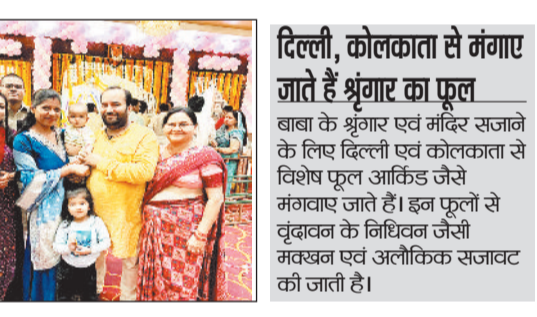 दिल्ली, कोलकाता से मंगाए
जाते हैं श्रृंगार का फूल
बाबा के श्रृंगार एवं मंदिर सजाने
के लिए दिल्ली एवं कोलकाता से
विशेष फूल आर्किड जैसे
मंगवाए जाते हैं। इन फूलों से
वृंदावन के निधिवन जैसी
मक्खन एवं अलौकिक सजावट
की जाती है।